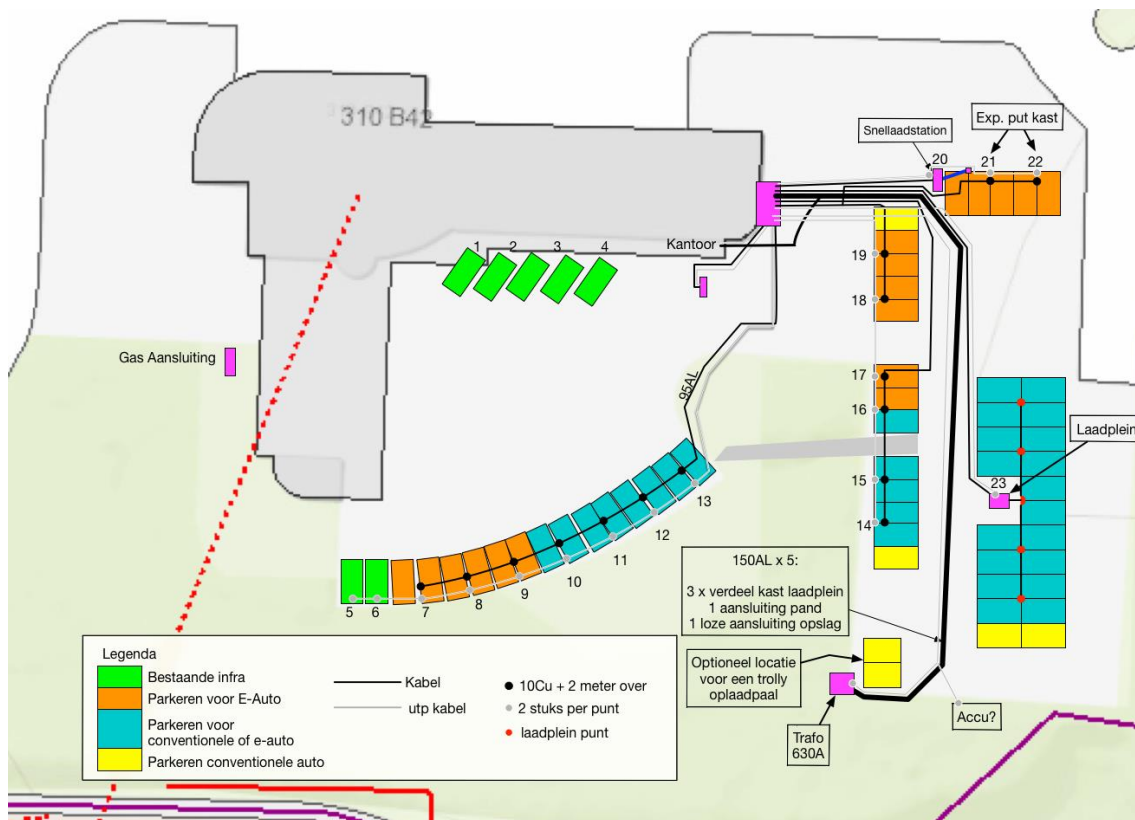 310 B42
Snellaadstation
Exp. put kast
20
21
22
Kantoor
1
2
3
4
19
18
Gas Aansluiting
17
16
95AL
Laadplein
23
15
14
13
12
11
10
9
8
7
6
5
150AL x 5:
3 x verdeel kast laadplein
1 aansluiting pand
1 loze aansluiting opslag
Optioneel locatie
voor een trolly
oplaadpaal
Trafo
630A
Accu?
Legenda
Bestaande infra
Parkeren voor E-Auto
Parkeren voor
conventionele of e-auto
Parkeren conventionele auto
Kabel
utp kabel
10Cu + 2 meter over
2 stuks per punt
laadplein punt